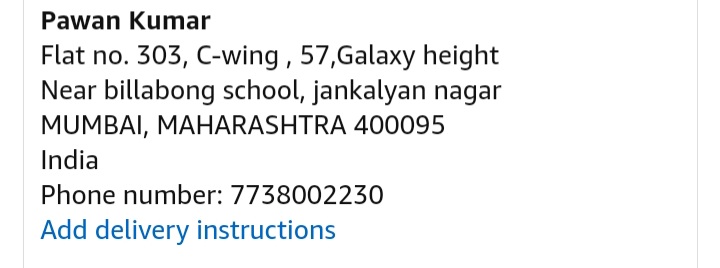 Pawan Kumar
Flat no. 303, C-wing , 57,Galaxy height
Near billabong school, jankalyan nagar
MUMBAI, MAHARASHTRA 400095
India
Phone number: 7738002230
Add delivery instructions